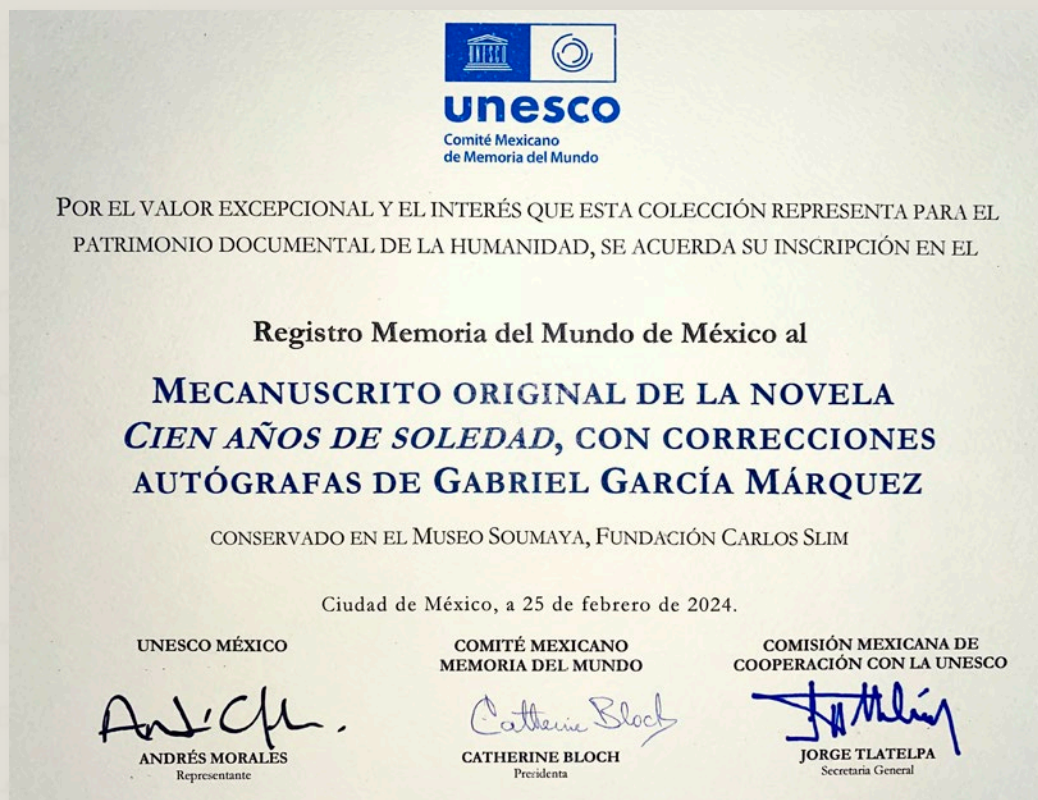 unesco
Comité Mexicano
de Memoria del Mundo
POR EL VALOR EXCEPCIONAL Y EL INTERÉS QUE ESTA COLECCIÓN REPRESENTA PARA EL
PATRIMONIO DOCUMENTAL DE LA HUMANIDAD, SE ACUERDA SU INSCRIPCIÓN EN EL
Registro Memoria del Mundo de México al
MECANUSCRITO ORIGINAL DE LA NOVELA
CIEN AÑOS DE SOLEDAD, CON CORRECCIONES
AUTÓGRAFAS DE GABRIEL GARCÍA MÁRQUEZ
CONSERVADO EN EL MUSEO SOUMAYA, FUNDACIÓN CARLOS SLIM
Ciudad de México, a 25 de febrero de 2024.
UNESCO MÉXICO
COMITÉ MEXICANO
MEMORIA DEL MUNDO
COMISIÓN MEXICANA DE
COOPERACIÓN CON LA UNESCO
Catherine Bloch
ANDRÉS MORALES
Representante
CATHERINE BLOCH
Presidenta
JORGE TLATELPA
Secretaria General